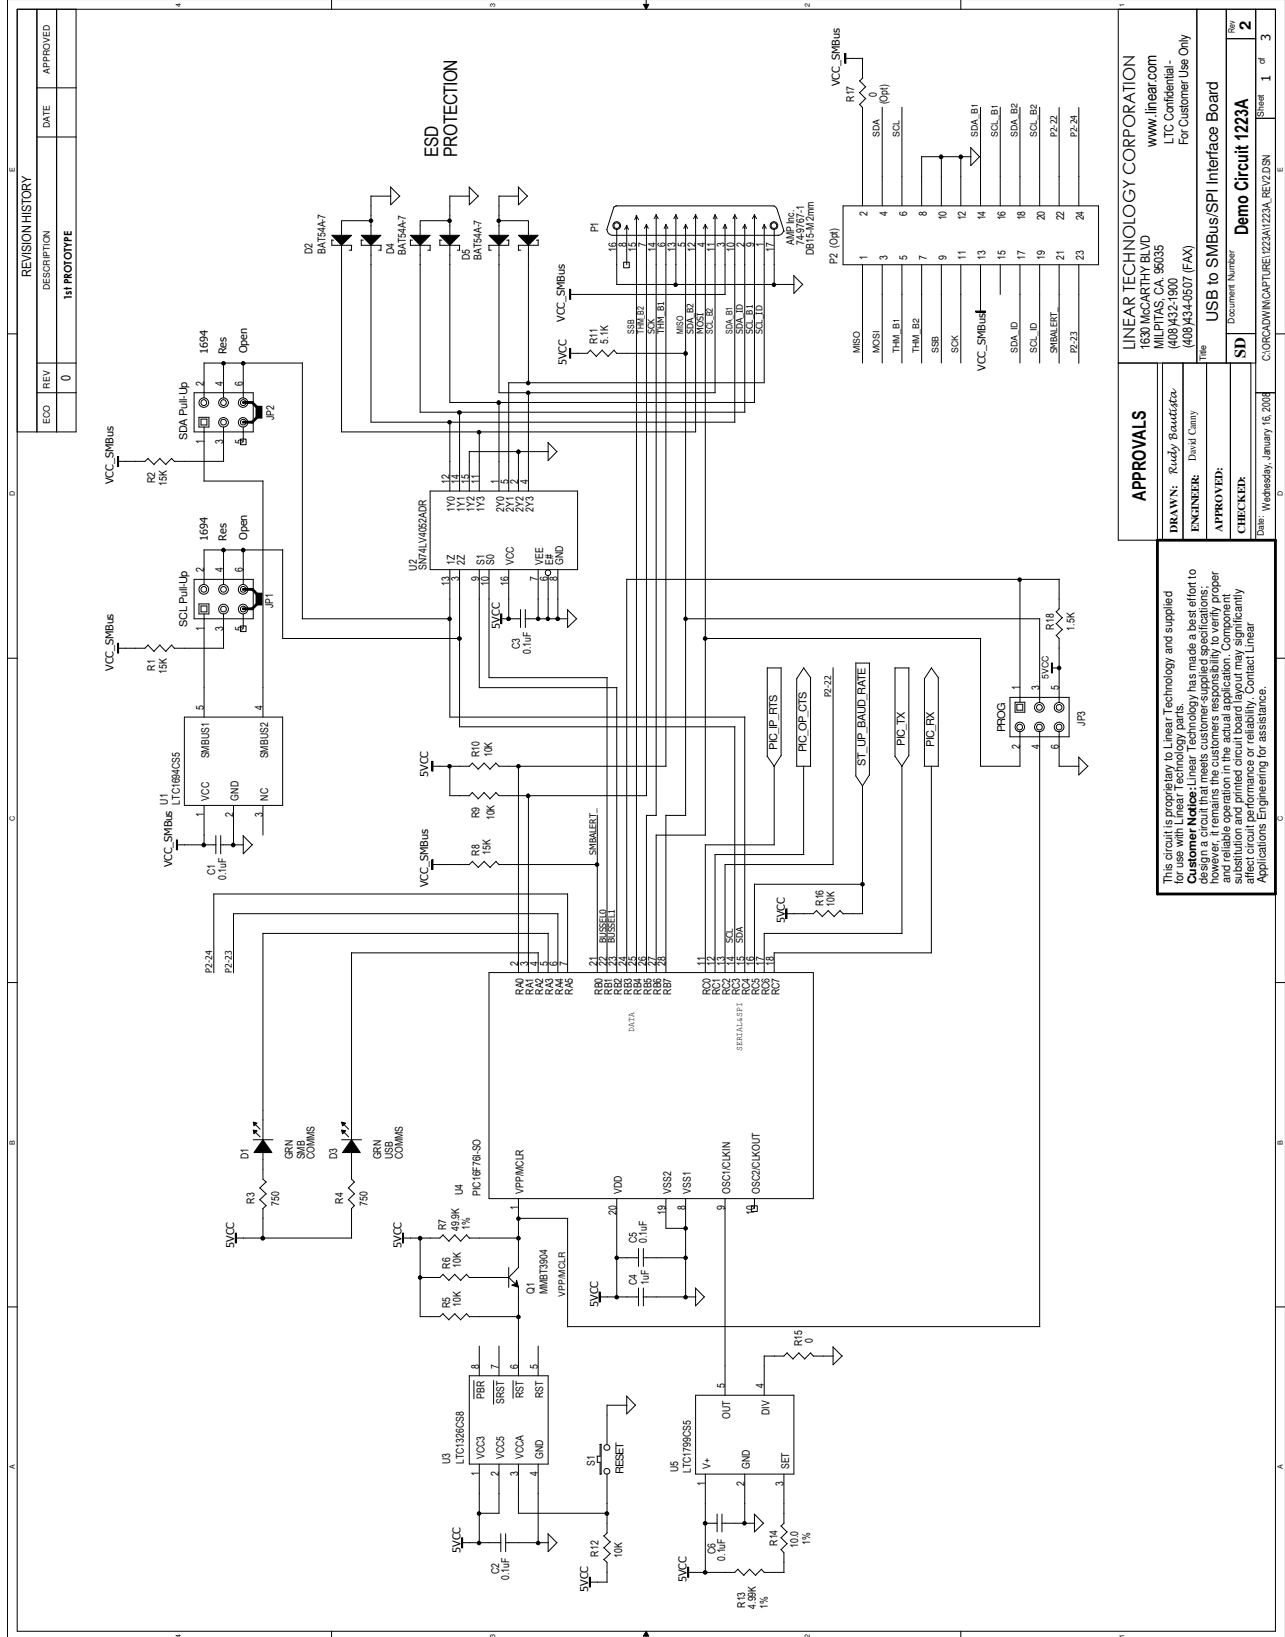 REVISION HISTORY
ECO
REV
DESCRIPTION
DATE
APPROVED
0
1st PROTOTYPE
VCC_SMBus
R1
15K
SCL Pull-Up
1694
Res
Open
JP1
VCC_SMBus
R2
15K
SDA Pull-Up
1694
Res
Open
JP2
U1
LTC1694CS5
VCC
GND
NC
SMBUS1
SMBUS2
VCC_SMBus
C1
0.1uF
P2-24
P2-23
5VCC
R3
750
D1
GRN
SMB
COMMS
R4
750
D3
GRN
USB
COMMS
ESD
PROTECTION
D2
BAT54A-7
D4
BAT54A-7
D5
BAT54A-7
U2
SN74LV4052ADR
1Z
2Z
S1
S0
VCC
VEE
E#
GND
1Y0
1Y1
1Y2
1Y3
2Y0
2Y1
2Y2
2Y3
5VCC
C3
0.1uF
VCC_SMBus
R8
15K
5VCC
R9
10K
R10
10K
SMBALERT_
BUSSEL0
BUSSEL1
5VCC
R11
5.1K
VCC_SMBus
SSB
THM_B2
SCK
THM_B1
MISO
SDA_B2
MOSI
SCL_B2
SDA_B1
SDA_ID
SCL_B1
SCL_ID
P1
AMP Inc.
74-9767-1
DB15-M 2mm
U3
LTC1326CS8
VCC3
VCC5
VCCA
GND
PBR
SRST
RST
RST
5VCC
C2
0.1uF
5VCC
R12
10K
S1
RESET
5VCC
R5
10K
R6
10K
R7
49.9K
1%
Q1
MMBT3904
VPP/MCLR
U4
PIC16F76I-SO
VPP/MCLR
VDD
VSS2
VSS1
OSC1/CLKIN
OSC2/CLKOUT
RA0
RA1
RA2
RA3
RA4
RA5
RB0
RB1
RB2
RB3
RB4
RB5
RB6
RB7
DATA
RC0
RC1
RC2
RC3
RC4
RC5
RC6
RC7
SERIAL&SPI
SCL
SDA
5VCC
C4
1uF
C5
0.1uF
U5
LTC1799CS5
V+
GND
SET
OUT
DIV
5VCC
C6
0.1uF
R13
4.99K
1%
R14
10.0
1%
R15
0
5VCC
R16
10K
PIC_IP_RTS
PIC_OP_CTS
P2-22
ST_UP_BAUD_RATE
PIC_TX
PIC_RX
PROG
5VCC
JP3
R18
1.5K
P2 (Opt)
MISO
MOSI
THM_B1
THM_B2
SSB
SCK
VCC_SMBus
SDA_ID
SCL_ID
SMBALERT_
P2-23
VCC_SMBus
R17
0
(Opt)
SDA
SCL
SDA_B1
SCL_B1
SDA_B2
SCL_B2
P2-22
P2-24
This circuit is proprietary to Linear Technology and supplied
for use with Linear Technology parts.
Customer Notice: Linear Technology has made a best effort to
design a circuit that meets customer-supplied specifications;
however, it remains the customers responsibility to verify proper
and reliable operation in the actual application. Component
substitution and printed circuit board layout may significantly
affect circuit performance or reliability. Contact Linear
Applications Engineering for assistance.
APPROVALS
DRAWN: Rudy Bautista
ENGINEER: David Canny
APPROVED:
CHECKED:
LINEAR TECHNOLOGY CORPORATION
1630 McCARTHY BLVD
MILPITAS, CA. 95035
(408)432-1900
(408)434-0507 (FAX)
www.linear.com
LTC Confidential -
For Customer Use Only
Title
USB to SMBus/SPI Interface Board
SD
Document Number
Demo Circuit 1223A
Rev
2
Date: Wednesday, January 16, 2008
C:\ORCADWIN\CAPTURE\1223A\1223A_REV2.DSN
Sheet 1 of 3